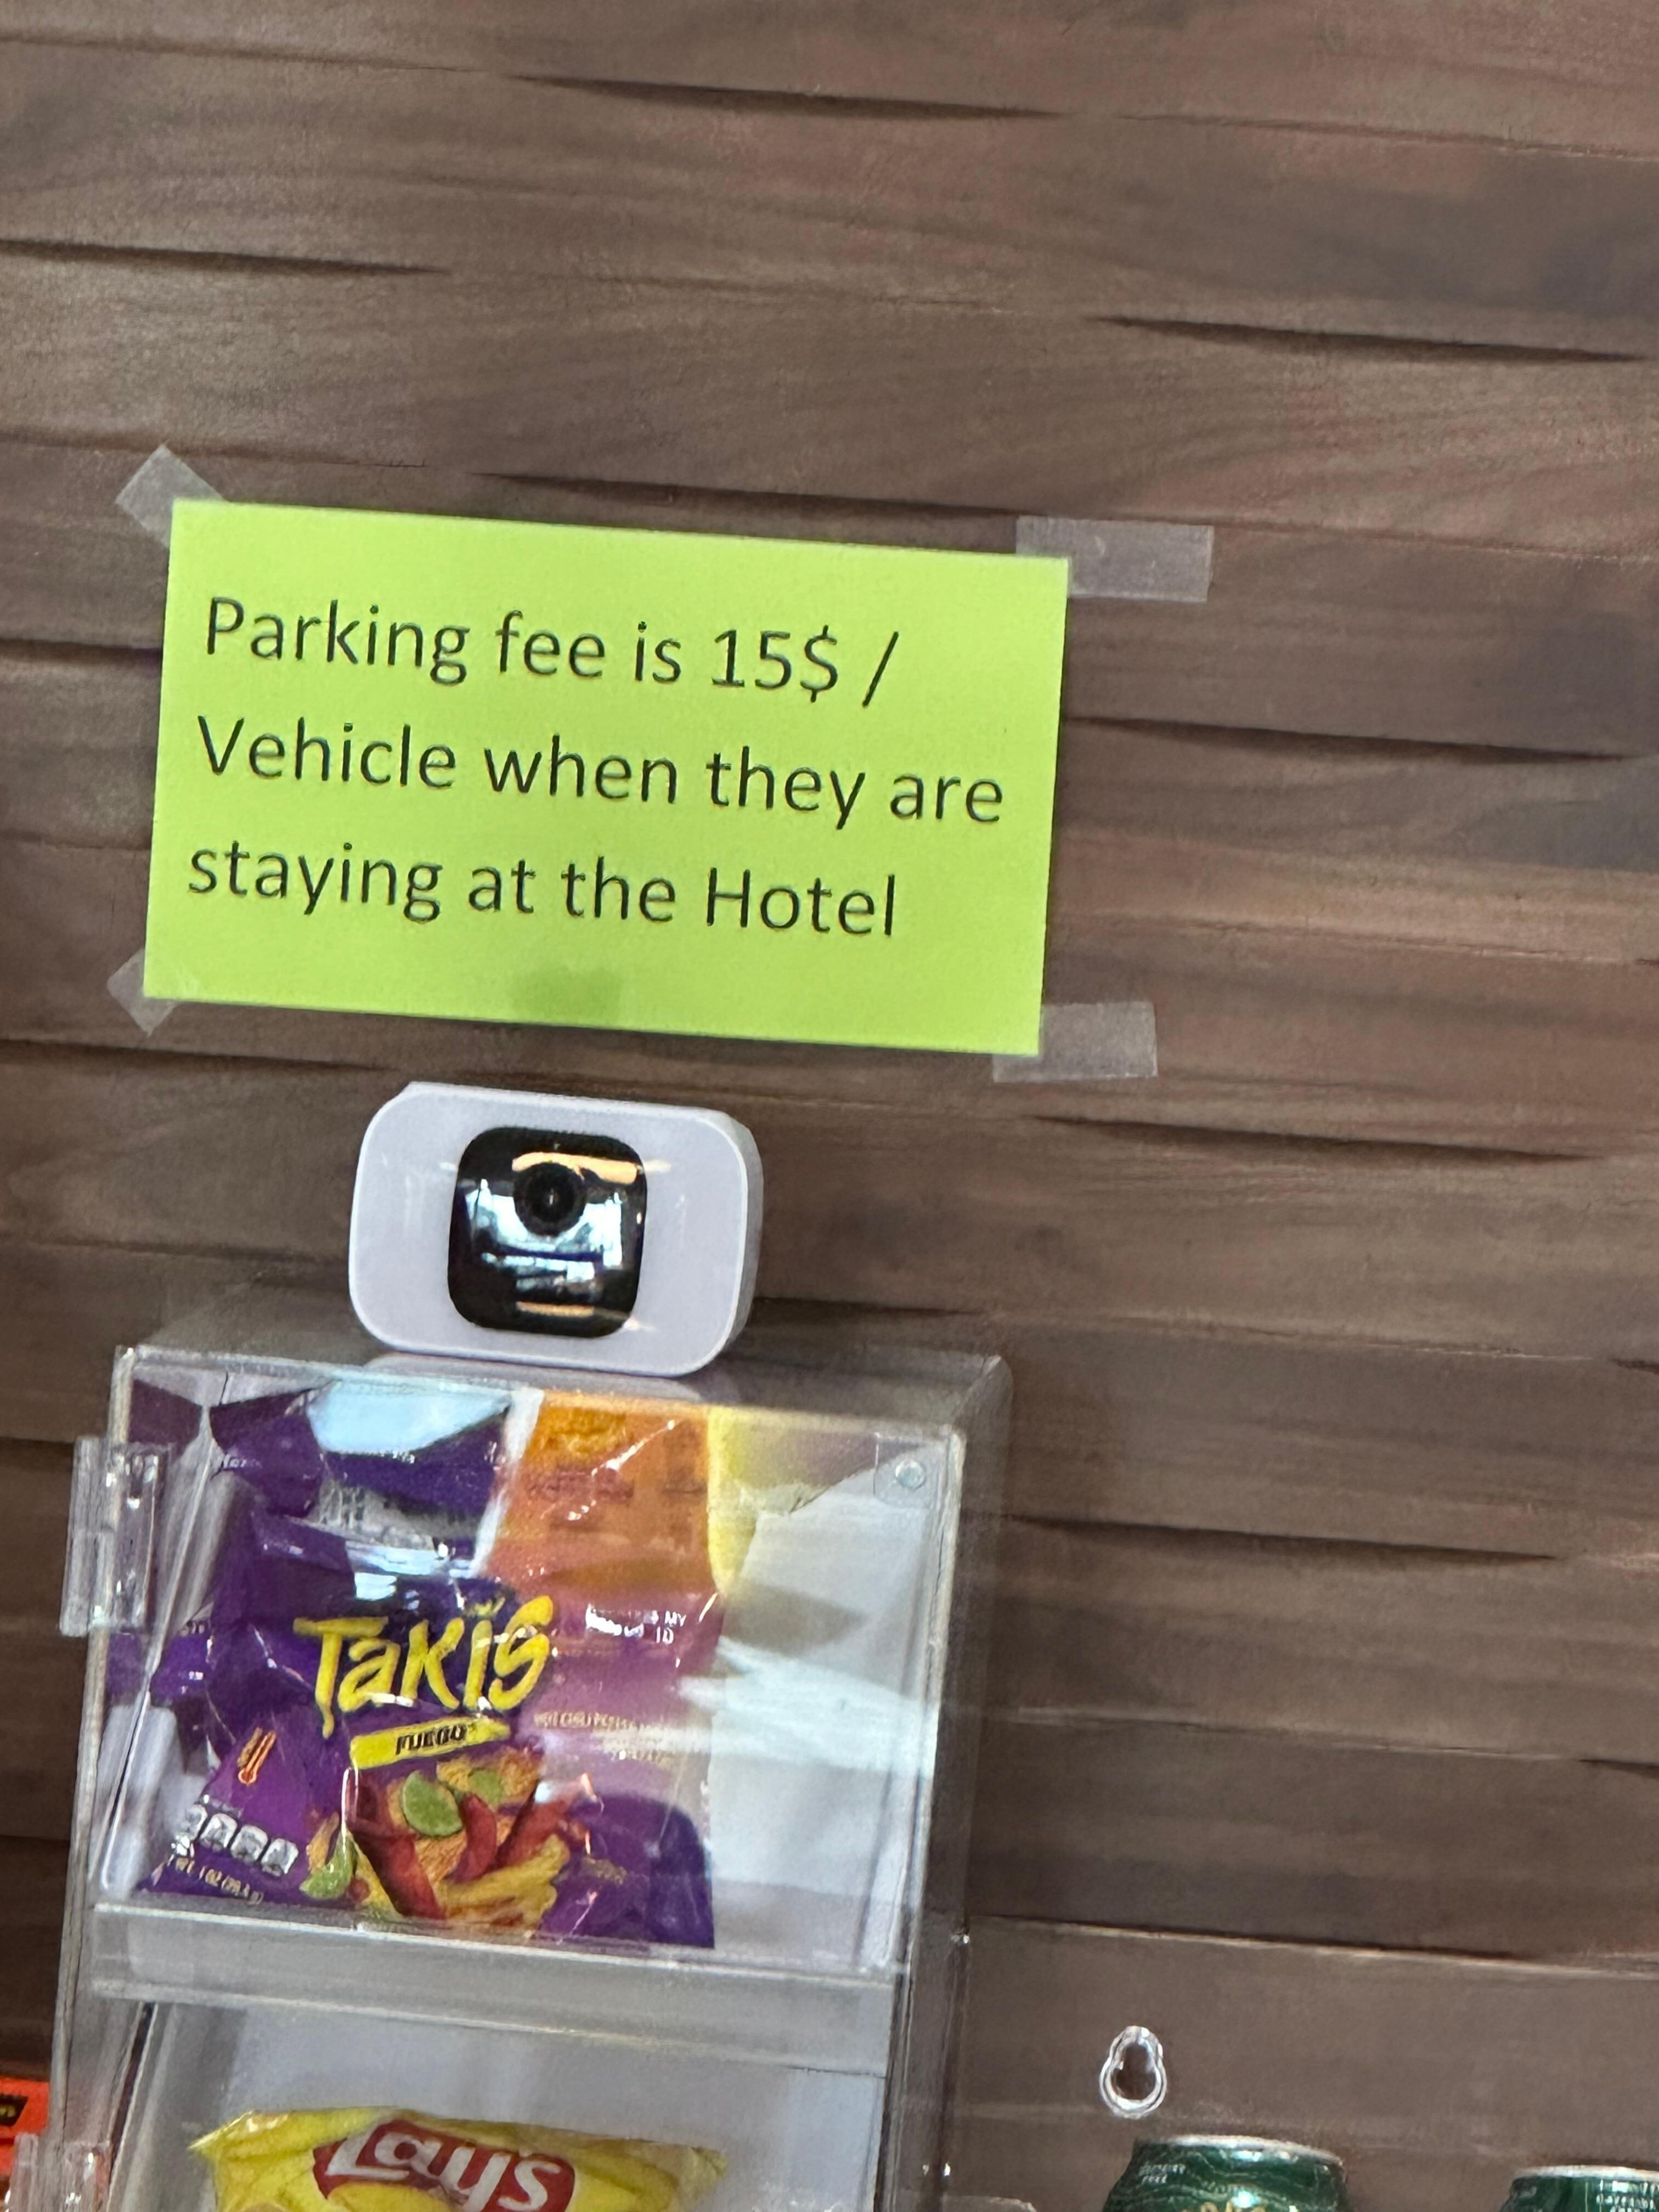 Parking fee is 15$ /
Vehicle when they are
staying at the Hotel
Takis
FUEGO
Lay's